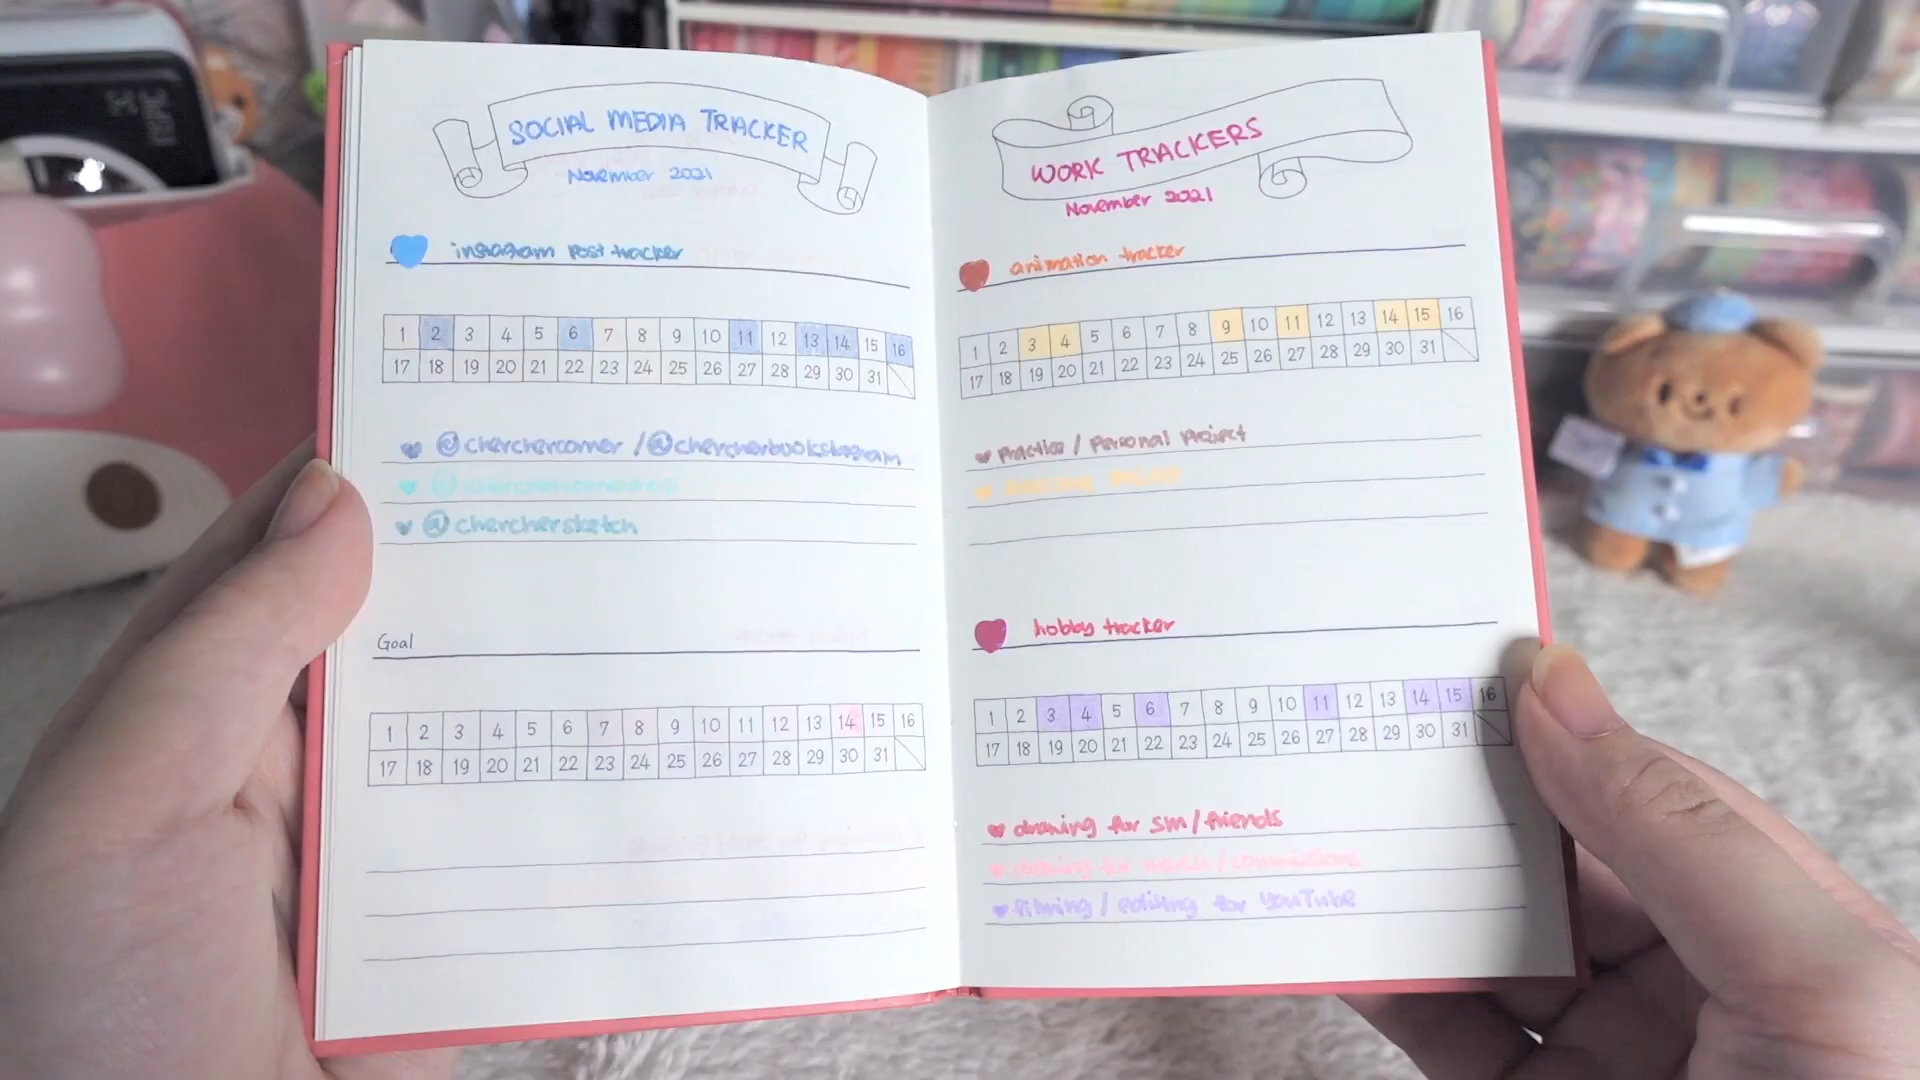 SOCIAL MEDIA TRACKER
November 2021
instagram post tracker
1 2 3 4 5 6 7 8 9 10 11 12 13 14 15 16
17 18 19 20 21 22 23 24 25 26 27 28 29 30 31
@cherchercorner / @chercherbookstagram
@cherchercornershop
@cherchersketch
Goal
1 2 3 4 5 6 7 8 9 10 11 12 13 14 15 16
17 18 19 20 21 22 23 24 25 26 27 28 29 30 31
WORK TRACKERS
November 2021
animation tracker
1 2 3 4 5 6 7 8 9 10 11 12 13 14 15 16
17 18 19 20 21 22 23 24 25 26 27 28 29 30 31
practice / personal project
hobby tracker
1 2 3 4 5 6 7 8 9 10 11 12 13 14 15 16
17 18 19 20 21 22 23 24 25 26 27 28 29 30 31
drawing for sm / friends
drawing for merch / commissions
filming / editing for YouTube